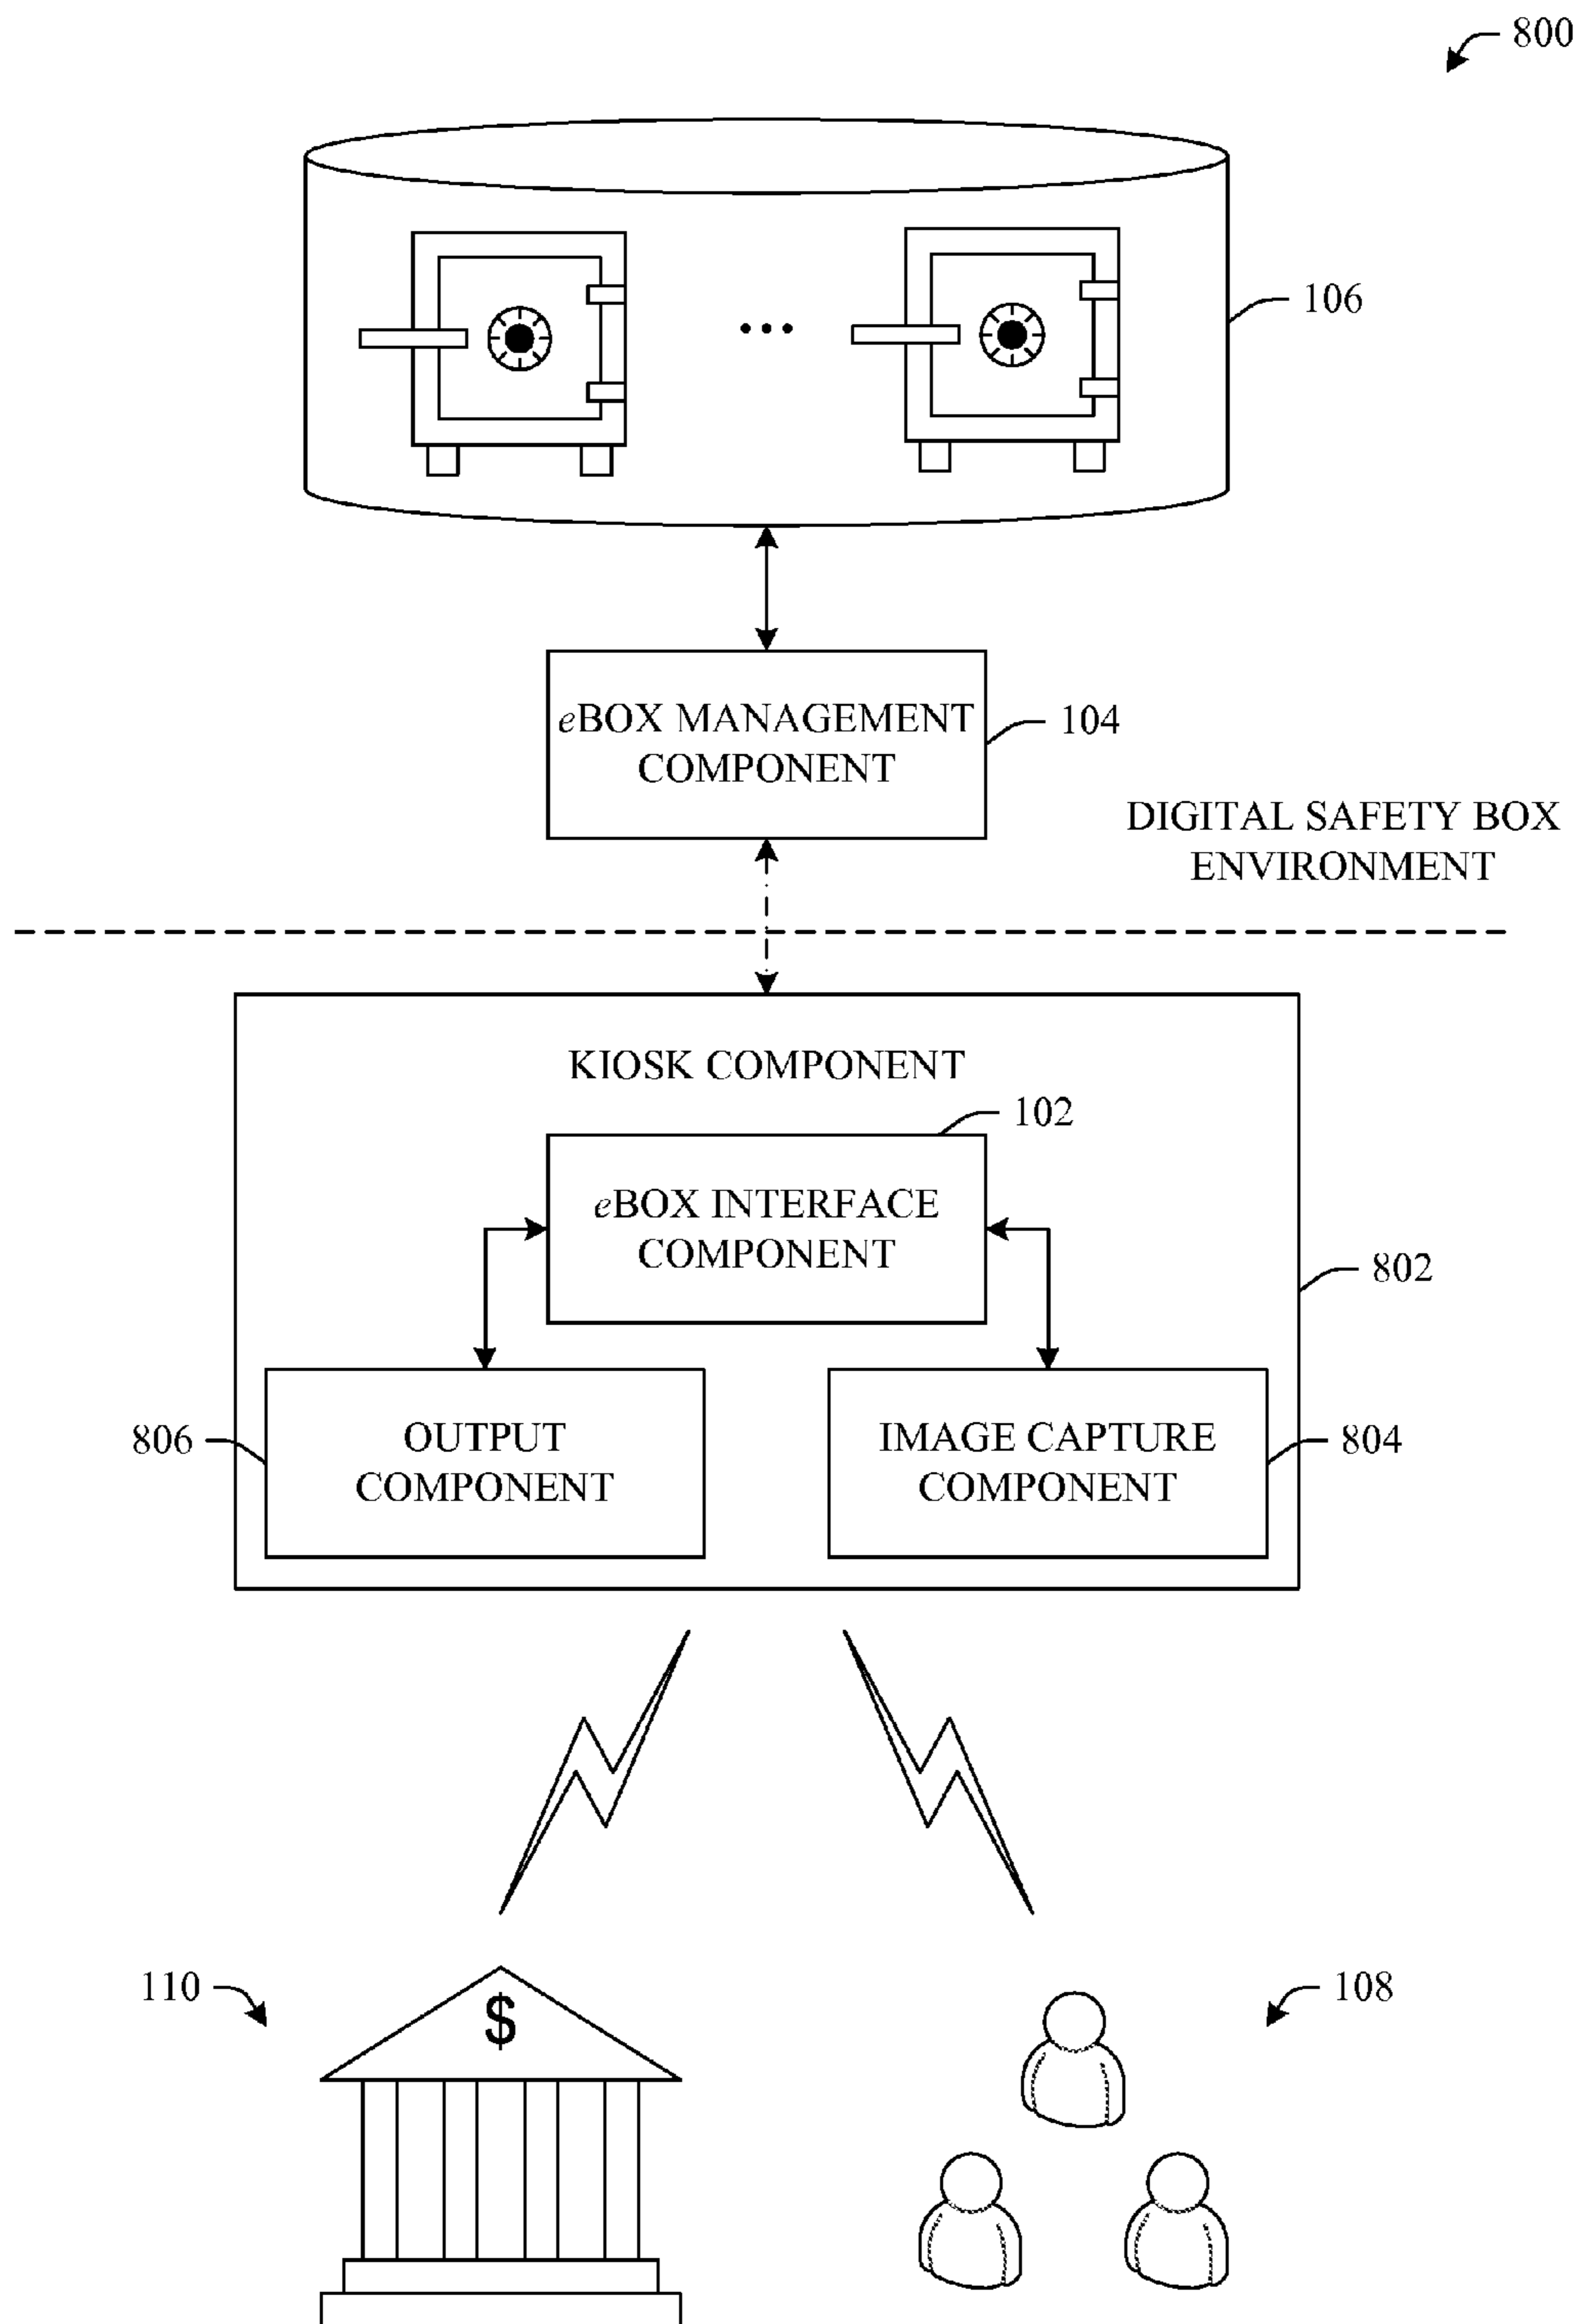 800
106
eBOX MANAGEMENT
COMPONENT
104
DIGITAL SAFETY BOX
ENVIRONMENT
KIOSK COMPONENT
102
eBOX INTERFACE
COMPONENT
802
806
OUTPUT
COMPONENT
IMAGE CAPTURE
COMPONENT
804
110
$
108